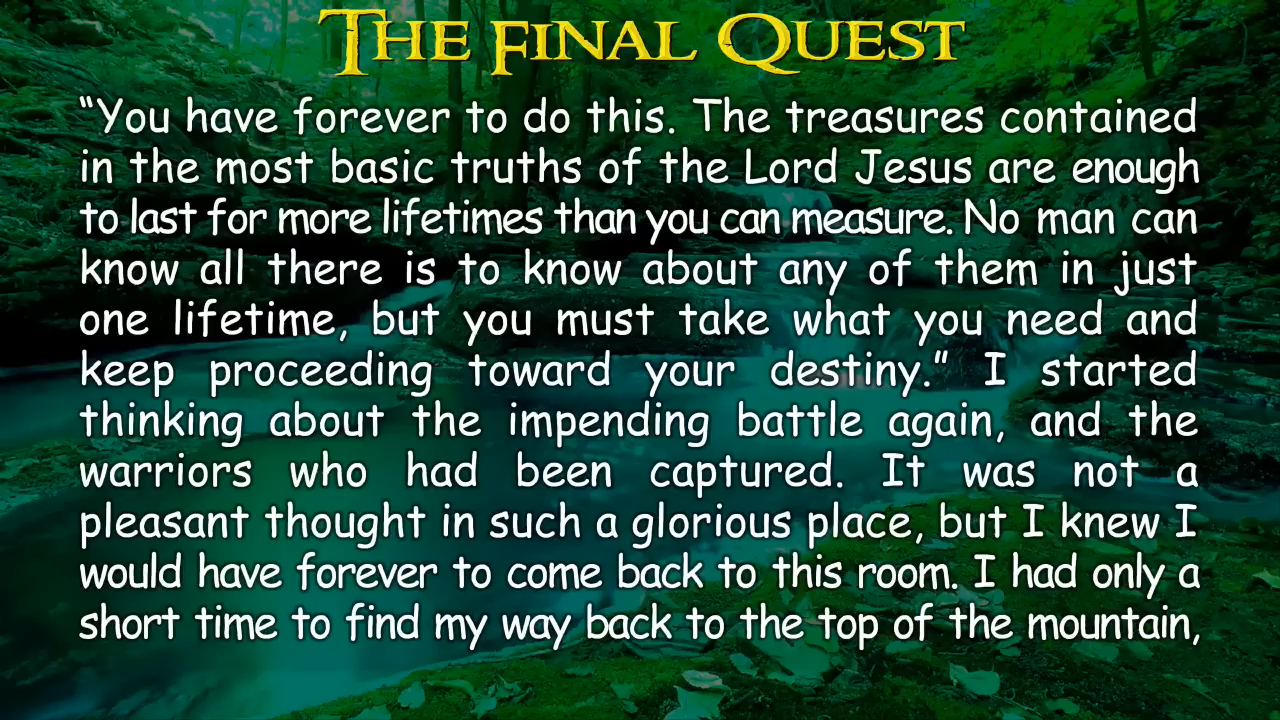 The Final Quest
“You have forever to do this. The treasures contained
in the most basic truths of the Lord Jesus are enough
to last for more lifetimes than you can measure. No man can
know all there is to know about any of them in just
one lifetime, but you must take what you need and
keep proceeding toward your destiny.” I started
thinking about the impending battle again, and the
warriors who had been captured. It was not a
pleasant thought in such a glorious place, but I knew I
would have forever to come back to this room. I had only a
short time to find my way back to the top of the mountain,